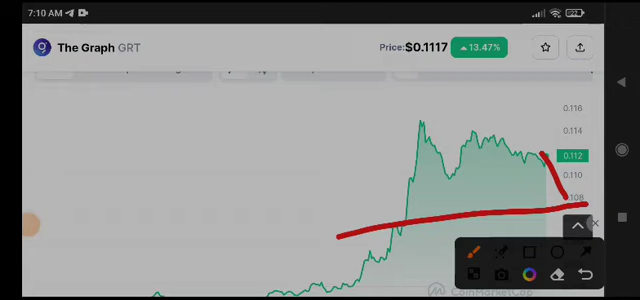 7:10 AM
22
The Graph GRT
Price: $0.1117 ▲ 13.47%
0.116
0.114
0.112
0.110
108
CoinMarketCap